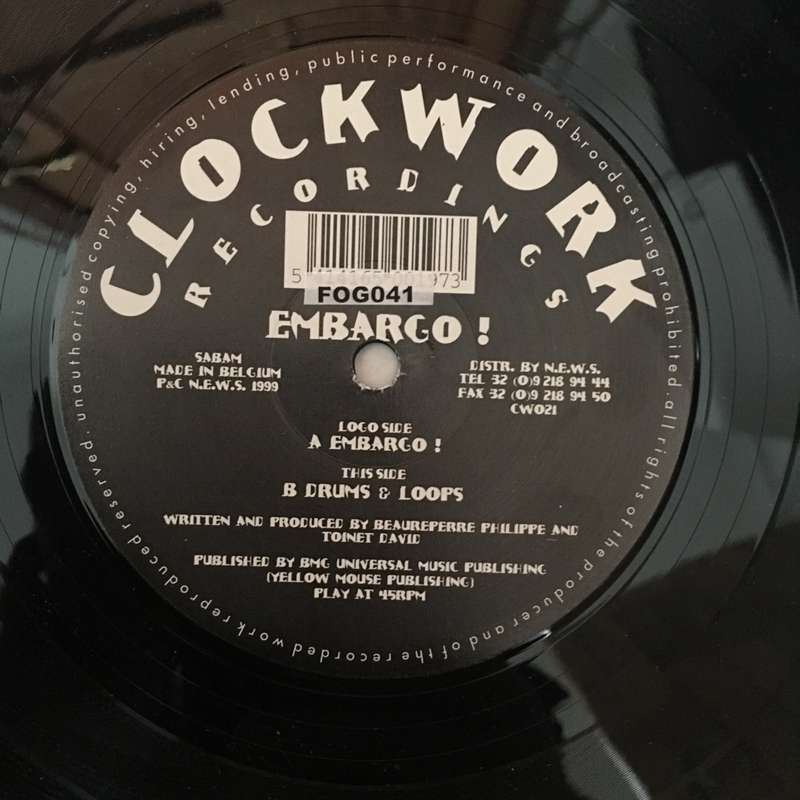 unauthorised copying, hiring, lending, public performance and broadcasting prohibited. all rights of the producer and of the recorded work reproduced reserved.
CLOCKWORK
RECORDINGS
FOG041
EMBARGO !
SABAM
MADE IN BELGIUM
P&C N.E.W.S. 1999
DISTR. BY N.E.W.S.
TEL 32 (0)9 218 94 44
FAX 32 (0)9 218 94 50
CW021
LOGO SIDE
A EMBARGO !
THIS SIDE
B DRUMS & LOOPS
WRITTEN AND PRODUCED BY BEAUREPERRE PHILIPPE AND
TOINET DAVID
PUBLISHED BY BMG UNIVERSAL MUSIC PUBLISHING
(YELLOW MOUSE PUBLISHING)
PLAY AT 45RPM